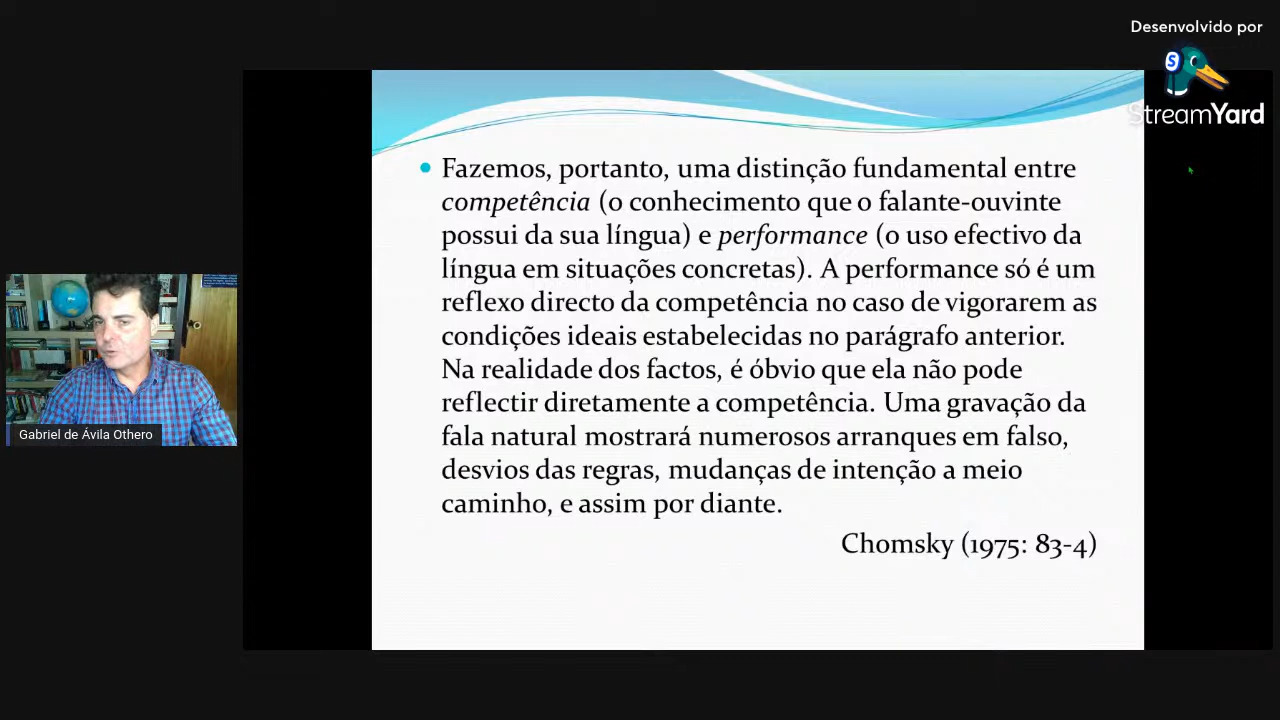 Desenvolvido por
StreamYard
Fazemos, portanto, uma distinção fundamental entre
competência (o conhecimento que o falante-ouvinte
possui da sua língua) e performance (o uso efectivo da
língua em situações concretas). A performance só é um
reflexo directo da competência no caso de vigorarem as
condições ideais estabelecidas no parágrafo anterior.
Na realidade dos factos, é óbvio que ela não pode
reflectir diretamente a competência. Uma gravação da
fala natural mostrará numerosos arranques em falso,
desvios das regras, mudanças de intenção a meio
caminho, e assim por diante.
Chomsky (1975: 83-4)
Gabriel de Ávila Othero